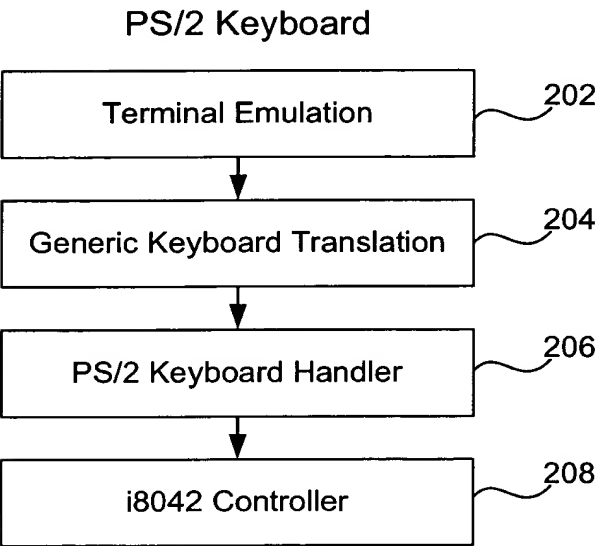 PS/2 Keyboard
Terminal Emulation
202
Generic Keyboard Translation
204
PS/2 Keyboard Handler
206
i8042 Controller
208